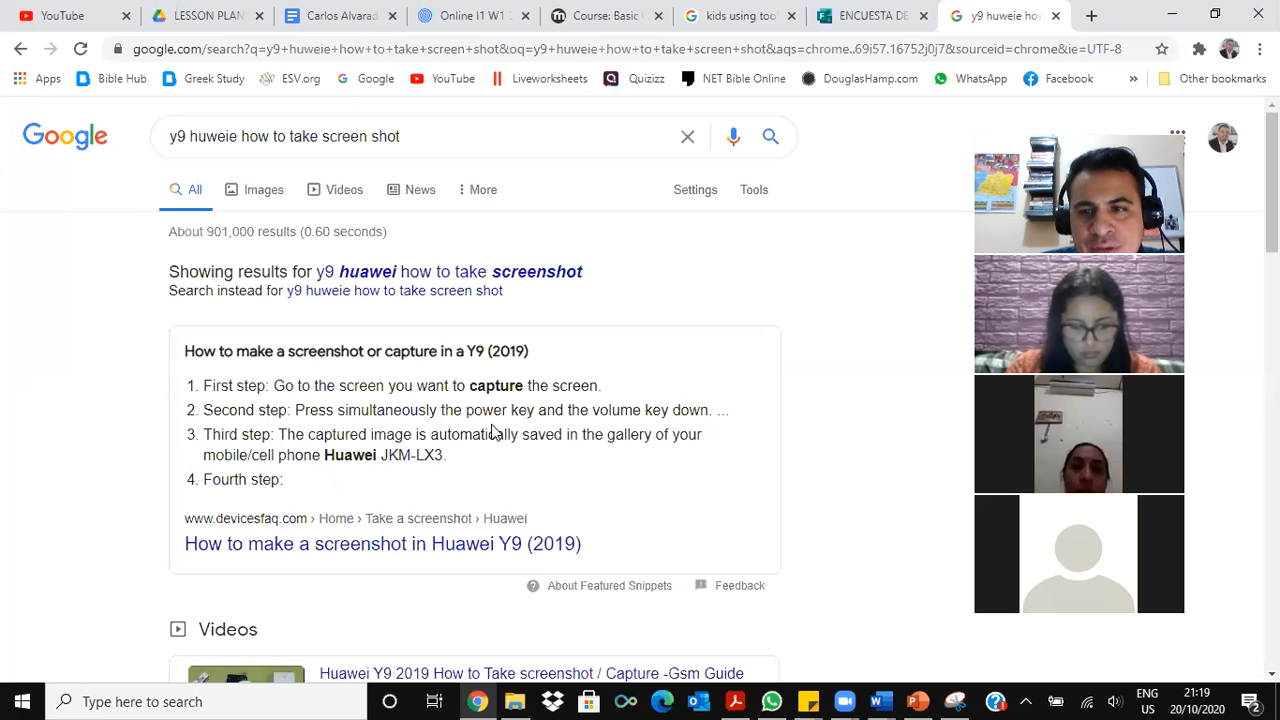 YouTube
LESSON PLAN
Carlos Alvarad
Online I1 W1
Course: Basic
kids using too
ENCUESTA DE
y9 huweie how
google.com/search?q=y9+huweie+how+to+take+screen+shot&oq=y9+huweie+how+to+take+screen+shot&aqs=chrome..69i57.16752j0j7&sourceid=chrome&ie=UTF-8
Apps
Bible Hub
Greek Study
ESV.org
Google
YouTube
Liveworksheets
Quizizz
NET Bible Online
DouglasHamp.com
WhatsApp
Facebook
»
Other bookmarks
Google
y9 huweie how to take screen shot
All
Images
Videos
News
More
Settings
Tools
About 901,000 results (0.60 seconds)
Showing results for y9 huawei how to take screenshot
Search instead for y9 huweie how to take screen shot
How to make a screenshot or capture in a Y9 (2019)
1. First step: Go to the screen you want to capture the screen.
2. Second step: Press simultaneously the power key and the volume key down. ...
3. Third step: The captured image is automatically saved in the gallery of your
mobile/cell phone Huawei JKM-LX3.
4. Fourth step:
www.devicesfaq.com › Home › Take a screenshot › Huawei
How to make a screenshot in Huawei Y9 (2019)
About Featured Snippets
Feedback
Videos
Huawei Y9 2019 How to Take screenshot / Capture -Gsm Guide
Type here to search
ENG
US
21:19
20/10/2020
2